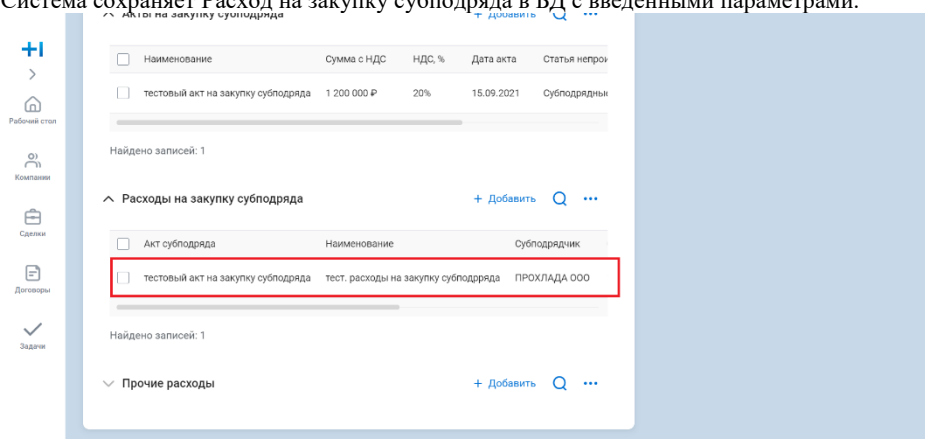 Система сохраняет Расход на закупку субподряда в БД с введенными параметрами.
Акты на закупку субподряда + Добавить
Наименование Сумма с НДС НДС, % Дата акта Статья непрои
тестовый акт на закупку субподряда 1 200 000 ₽ 20% 15.09.2021 Субподрядны
Найдено записей: 1
Рабочий стол
Компании
Сделки
Договоры
Задачи
Расходы на закупку субподряда + Добавить
Акт субподряда Наименование Субподрядчик
тестовый акт на закупку субподряда тест. расходы на закупку субподрряда ПРОХЛАДА ООО
Найдено записей: 1
Прочие расходы + Добавить